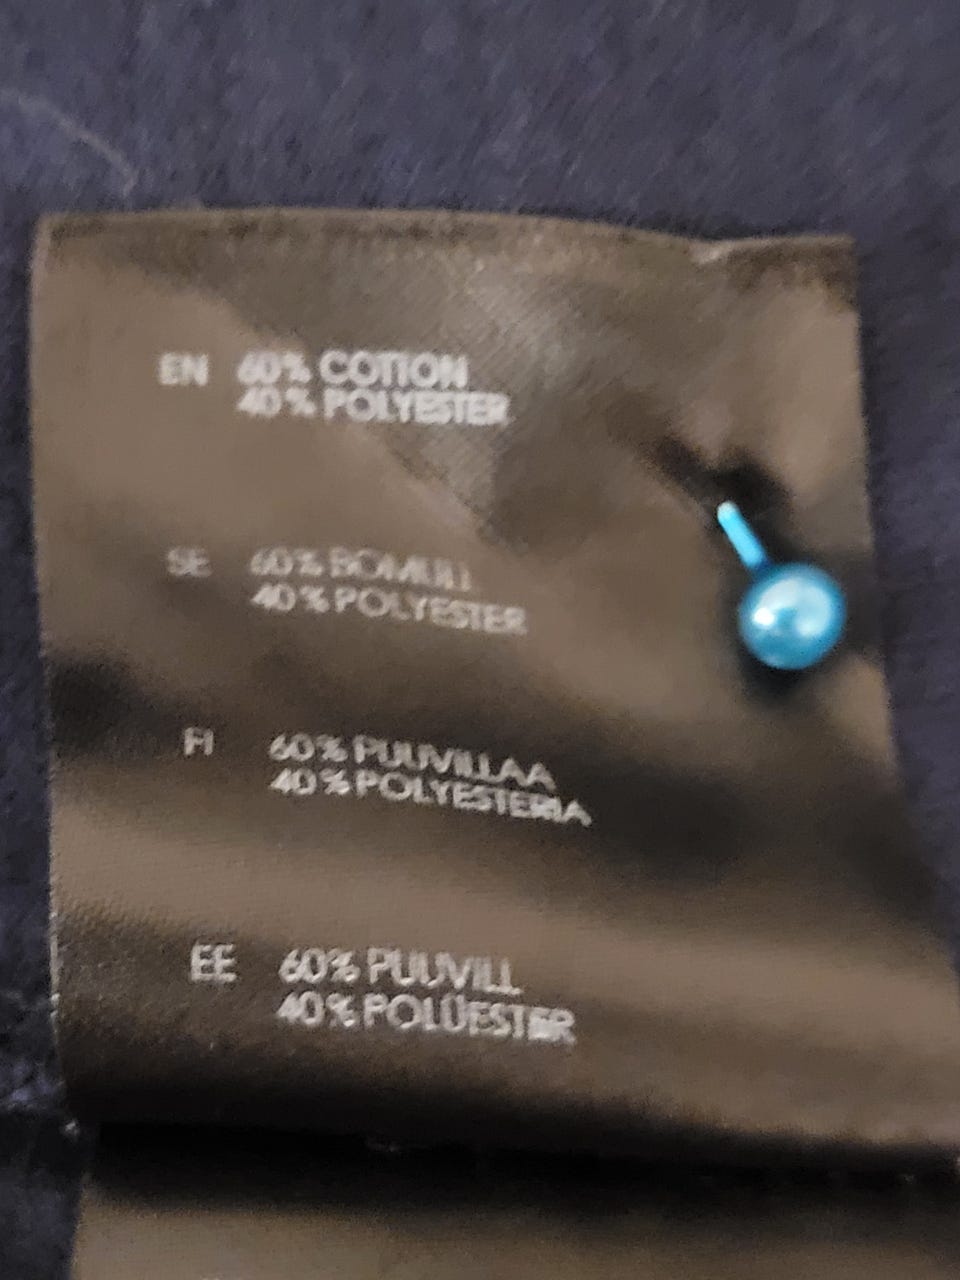 EN 60% COTTON
40% POLYESTER
SE 60% BOMULL
40% POLYESTER
FI 60% PUUVILLAA
40% POLYESTERIA
EE 60% PUUVILL
40% POLÜESTER